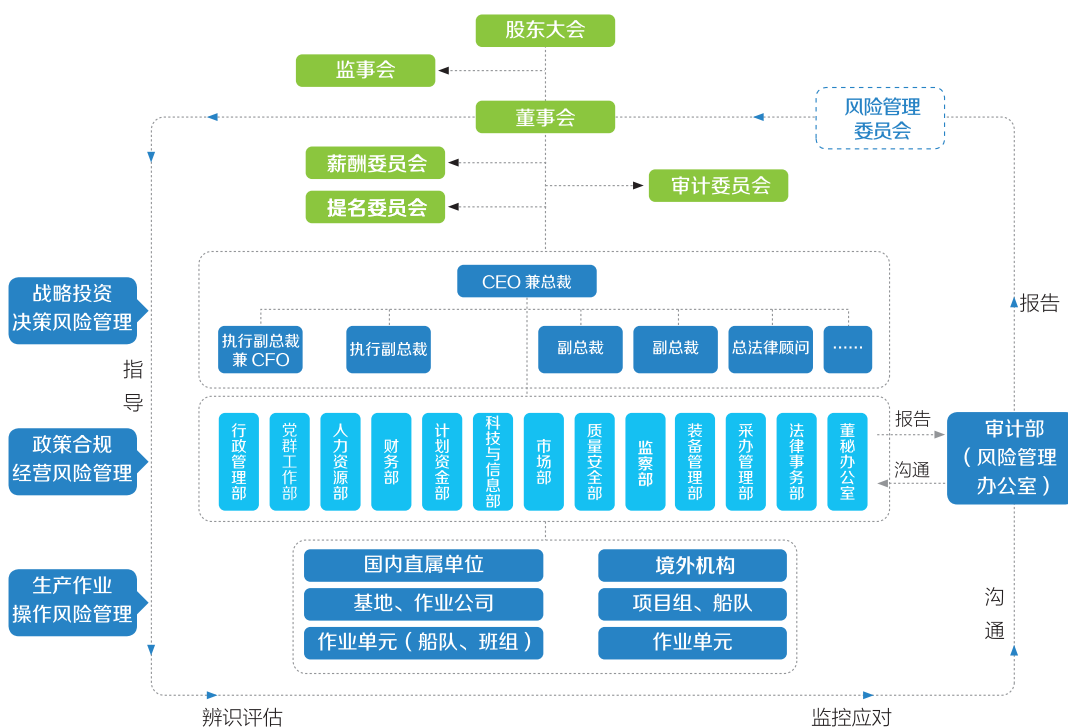 股东大会
监事会
董事会
风险管理
委员会
薪酬委员会
审计委员会
提名委员会
CEO 兼总裁
战略投资
决策风险管理
执行副总裁
兼 CFO
执行副总裁
副总裁
副总裁
总法律顾问
……
报告
指
导
政策合规
经营风险管理
行政管理部
党群工作部
人力资源部
财务部
计划资金部
科技与信息部
市场部
质量安全部
监察部
装备管理部
采办管理部
法律事务部
董秘办公室
报告
沟通
审计部
（风险管理
办公室）
生产作业
操作风险管理
国内直属单位
基地、作业公司
作业单元（船队、班组）
境外机构
项目组、船队
作业单元
沟
通
辨识评估
监控应对